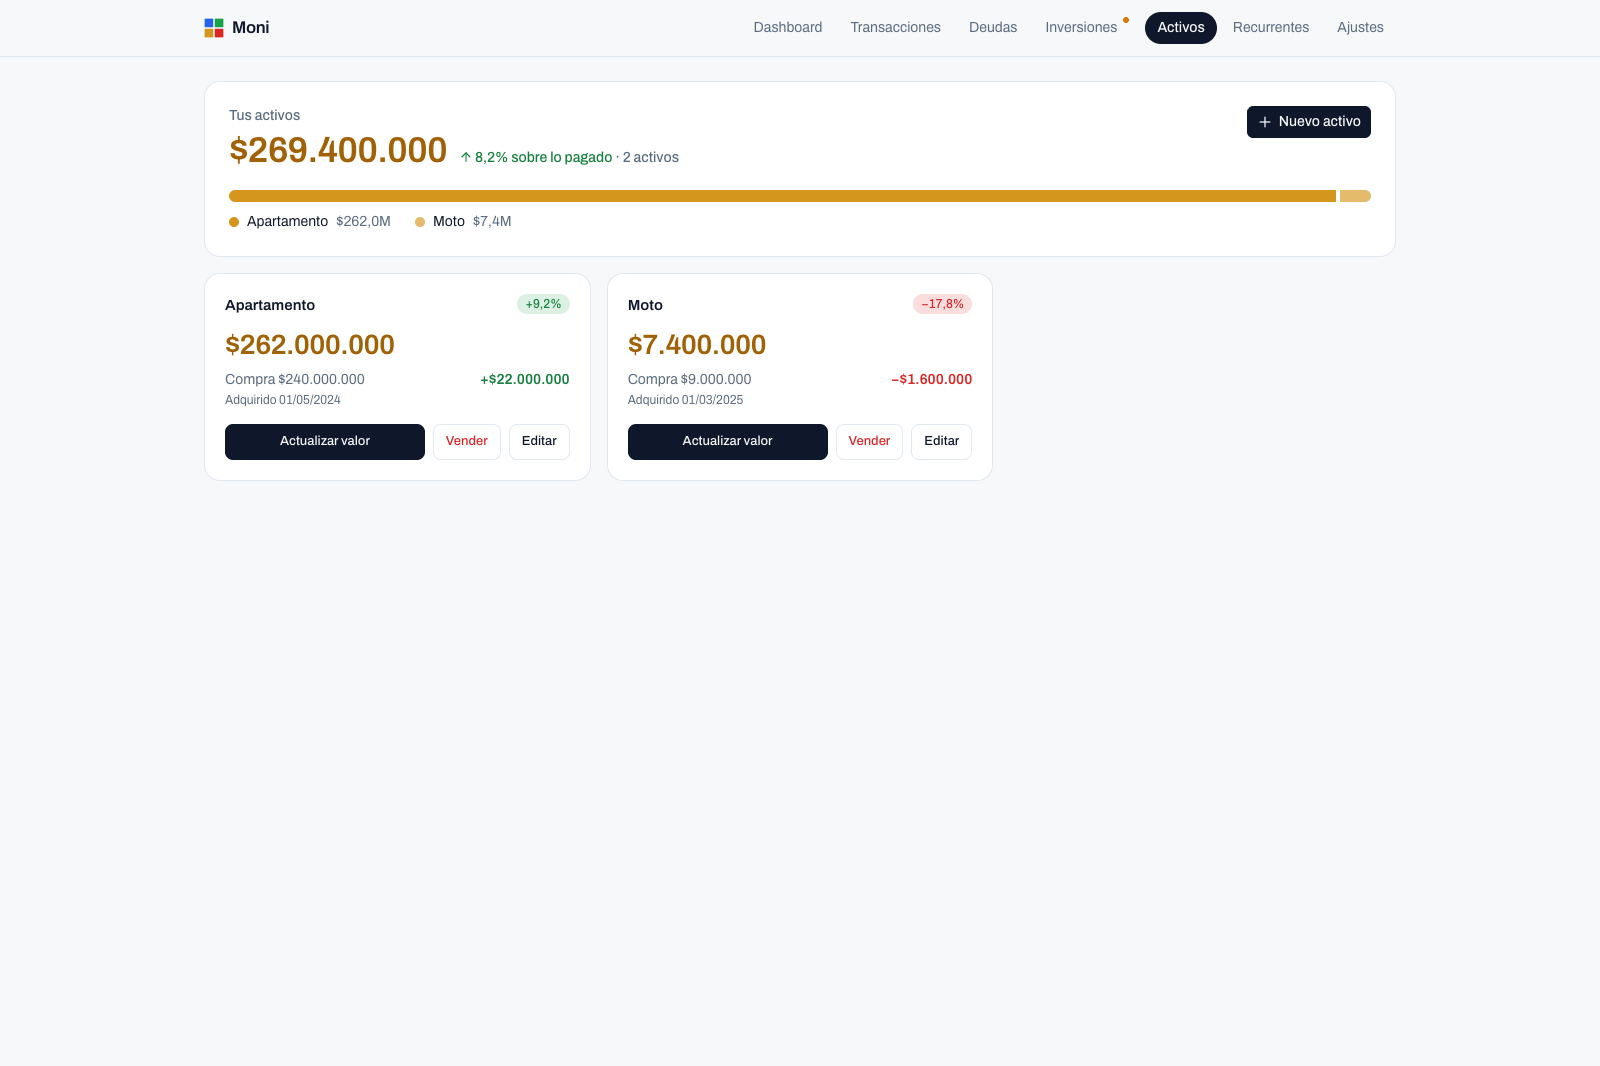 Moni
Dashboard Transacciones Deudas Inversiones Activos Recurrentes Ajustes
Tus activos
+ Nuevo activo
$269.400.000 ↑ 8,2% sobre lo pagado · 2 activos
Apartamento $262,0M Moto $7,4M
Apartamento +9,2%
$262.000.000
Compra $240.000.000 +$22.000.000
Adquirido 01/05/2024
Actualizar valor Vender Editar
Moto −17,8%
$7.400.000
Compra $9.000.000 −$1.600.000
Adquirido 01/03/2025
Actualizar valor Vender Editar